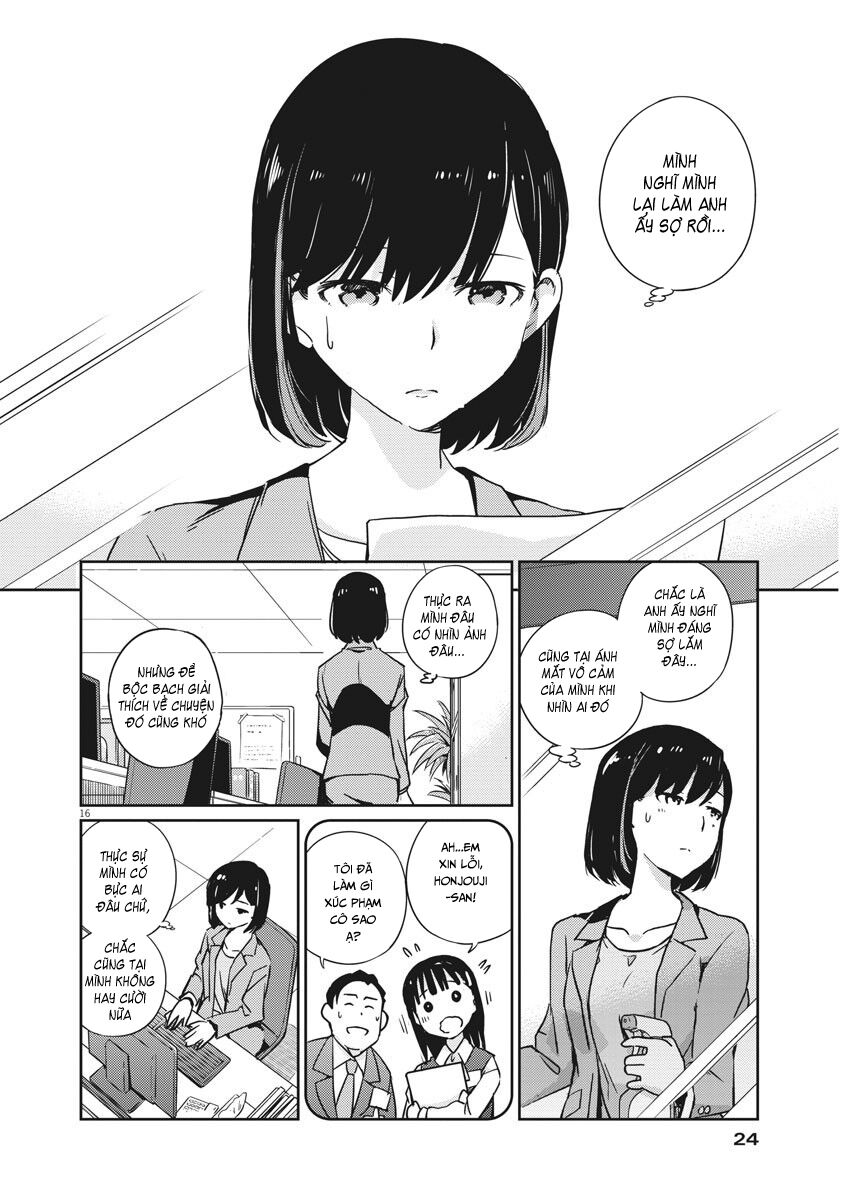 MÌNH
NGHĨ MÌNH
LẠI LÀM ANH
ẤY SỢ RỒI...
CHẮC LÀ
ANH ẤY NGHĨ
MÌNH ĐÁNG
SỢ LẮM
ĐÂY...
CŨNG TẠI ÁNH
MẮT VÔ CẢM
CỦA MÌNH KHI
NHÌN AI ĐÓ
THỰC RA
MÌNH ĐÂU
CÓ NHÌN ẢNH
ĐÂU...
NHƯNG ĐỂ
BỘC BẠCH GIẢI
THÍCH VỀ CHUYỆN
ĐÓ CŨNG KHÓ
16
AH...EM
XIN LỖI,
HONJOUJI
-SAN!
TÔI ĐÃ
LÀM GÌ
XÚC PHẠM
CÔ SAO
Ạ?
THỰC SỰ
MÌNH CÓ
BỰC AI
ĐÂU CHỨ,
CHẮC
CŨNG TẠI
MÌNH KHÔNG
HAY CƯỜI
NỮA
24